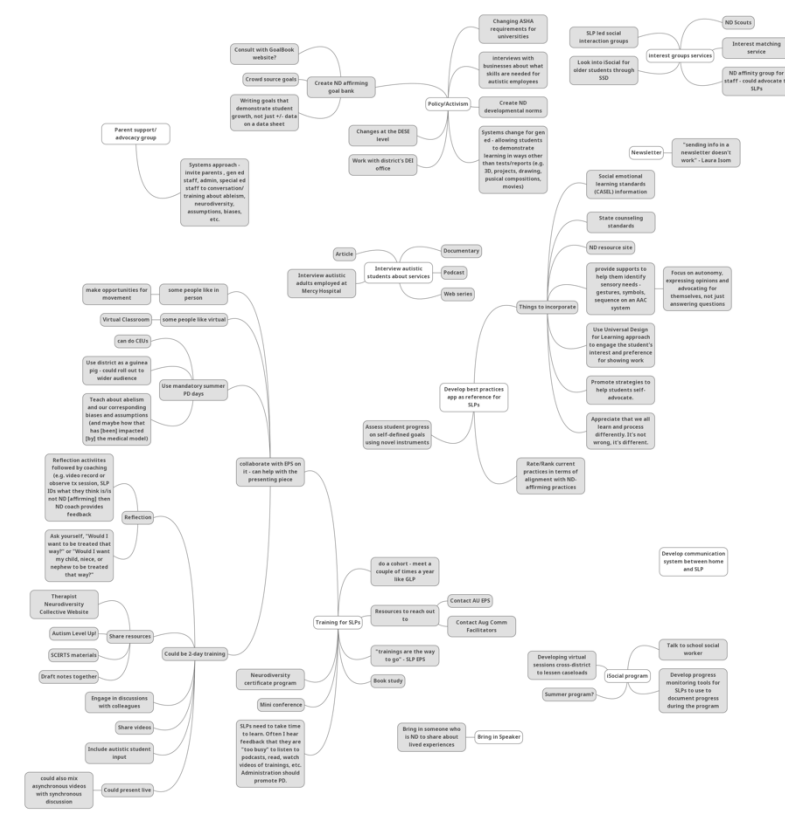 Changing ASHA
requirements for
universities
interviews with
businesses about what
skills are needed for
autistic employees
Policy/Activism
Create ND
developmental norms
Systems change for gen
ed - allowing students
to demonstrate
learning in ways other
than tests/reports (e.g.
3D, projects, drawing,
musical compositions,
movies)
Consult with GoalBook
website?
Crowd source goals
Create ND affirming
goal bank
Writing goals that
demonstrate student
growth, not just +/- data
on a data sheet
Changes at the DESE
level
Work with district's DEI
office
SLP led social
interaction groups
Look into iSocial for
older students through
SSD
interest groups services
ND Scouts
Interest matching
service
ND affinity group for
staff - could advocate
SLPs
Parent support/
advocacy group
Systems approach -
invite parents , gen ed
staff, admin, special ed
staff to conversation/
training about ableism,
neurodiversity,
assumptions, biases,
etc.
Newsletter
"sending info in a
newsletter doesn't
work" - Laura Isom
Article
Interview autistic
adults employed at
Mercy Hospital
Interview autistic
students about services
Documentary
Podcast
Web series
Social emotional
learning standards
(CASEL) information
State counseling
standards
ND resource site
Things to incorporate
provide supports to
help them identify
sensory needs -
gestures, symbols,
sequence on an AAC
system
Focus on autonomy,
expressing opinions and
advocating for
themselves, not just
answering questions
Use Universal Design
for Learning approach
to engage the student's
interest and preference
for showing work
Promote strategies to
help students self-
advocate.
Appreciate that we all
learn and process
differently. It's not
wrong, it's different.
Develop best practices
app as reference for
SLPs
Assess student progress
on self-defined goals
using novel instruments
Rate/Rank current
practices in terms of
alignment with ND-
affirming practices
make opportunities for
movement
some people like in
person
Virtual Classroom
some people like virtual
can do CEUs
Use district as a guinea
pig - could roll out to
wider audience
Use mandatory summer
PD days
Teach about abelism
and our corresponding
biases and assumptions
(and maybe how that
has [been] impacted
[by] the medical model)
collaborate with EPS on
it - can help with the
presenting piece
Reflection activiites
followed by coaching
(e.g. video record or
observe tx session, SLP
IDs what they think is/is
not ND [affirming] then
ND coach provides
feedback
Reflection
Ask yourself, "Would I
want to be treated that
way?" or "Would I want
my child, niece, or
nephew to be treated
that way?"
Therapist
Neurodiversity
Collective Website
Autism Level Up!
Share resources
SCERTS materials
Draft notes together
Could be 2-day training
Engage in discussions
with colleagues
Share videos
Include autistic student
input
could also mix
asynchronous videos
with synchronous
discussion
Could present live
Training for SLPs
do a cohort - meet a
couple of times a year
like GLP
Resources to reach out
to
Contact AU EPS
Contact Aug Comm
Facilitators
"trainings are the way
to go" - SLP EPS
Book study
Neurodiversity
certificate program
Mini conference
SLPs need to take time
to learn. Often I hear
feedback that they are
"too busy" to listen to
podcasts, read, watch
videos of trainings, etc.
Administration should
promote PD.
Develop communication
system between home
and SLP
Developing virtual
sessions cross-district
to lessen caseloads
Summer program?
iSocial program
Talk to school social
worker
Develop progress
monitoring tools for
SLPs to use to
document progress
during the program
Bring in someone who
is ND to share about
lived experiences
Bring in Speaker